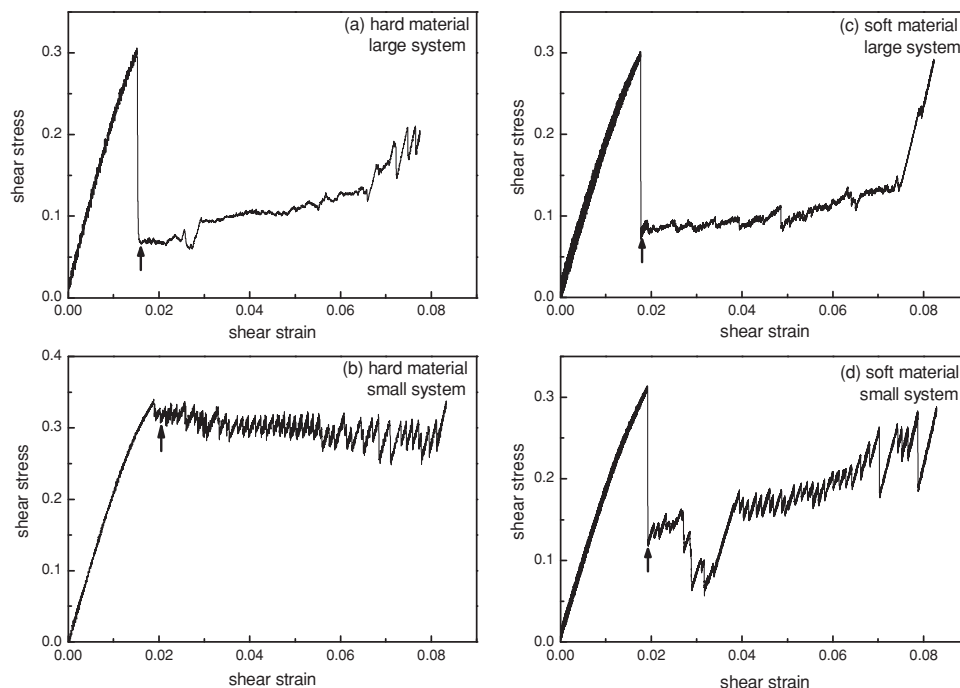 (a) hard material
large system
0.3
0.2
0.1
0.0
shear stress
0.00 0.02 0.04 0.06 0.08
shear strain
(c) soft material
large system
0.3
0.2
0.1
0.0
shear stress
0.00 0.02 0.04 0.06 0.08
shear strain
(b) hard material
small system
0.4
0.3
0.2
0.1
0.0
shear stress
0.00 0.02 0.04 0.06 0.08
shear strain
(d) soft material
small system
0.3
0.2
0.1
0.0
shear stress
0.00 0.02 0.04 0.06 0.08
shear strain